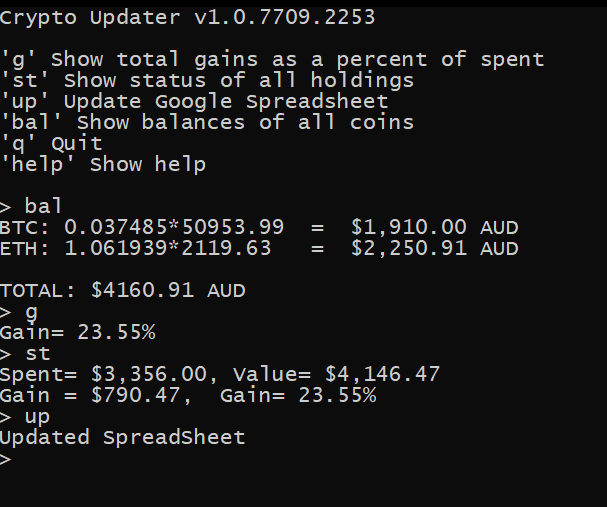 Crypto Updater v1.0.7709.2253
'g' Show total gains as a percent of spent
'st' Show status of all holdings
'up' Update Google Spreadsheet
'bal' Show balances of all coins
'q' Quit
'help' Show help
> bal
BTC: 0.037485*50953.99  =  $1,910.00 AUD
ETH: 1.061939*2119.63   =  $2,250.91 AUD
TOTAL: $4160.91 AUD
> g
Gain= 23.55%
> st
Spent= $3,356.00, Value= $4,146.47
Gain = $790.47,  Gain= 23.55%
> up
Updated SpreadSheet
>